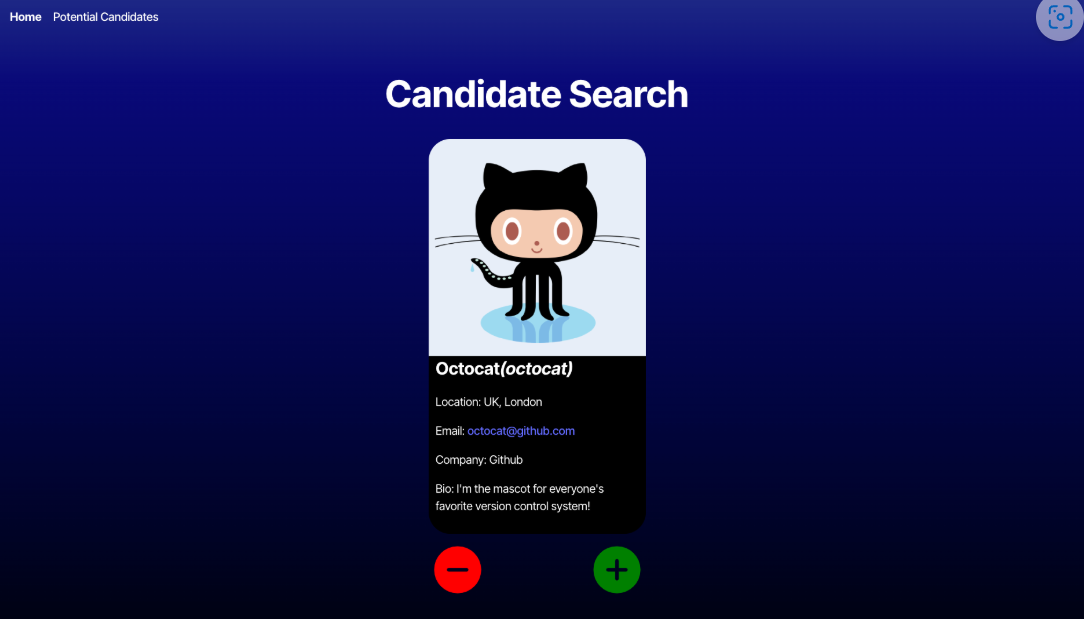 Home Potential Candidates
Candidate Search
Octocat(octocat)
Location: UK, London
Email: octocat@github.com
Company: Github
Bio: I'm the mascot for everyone's
favorite version control system!